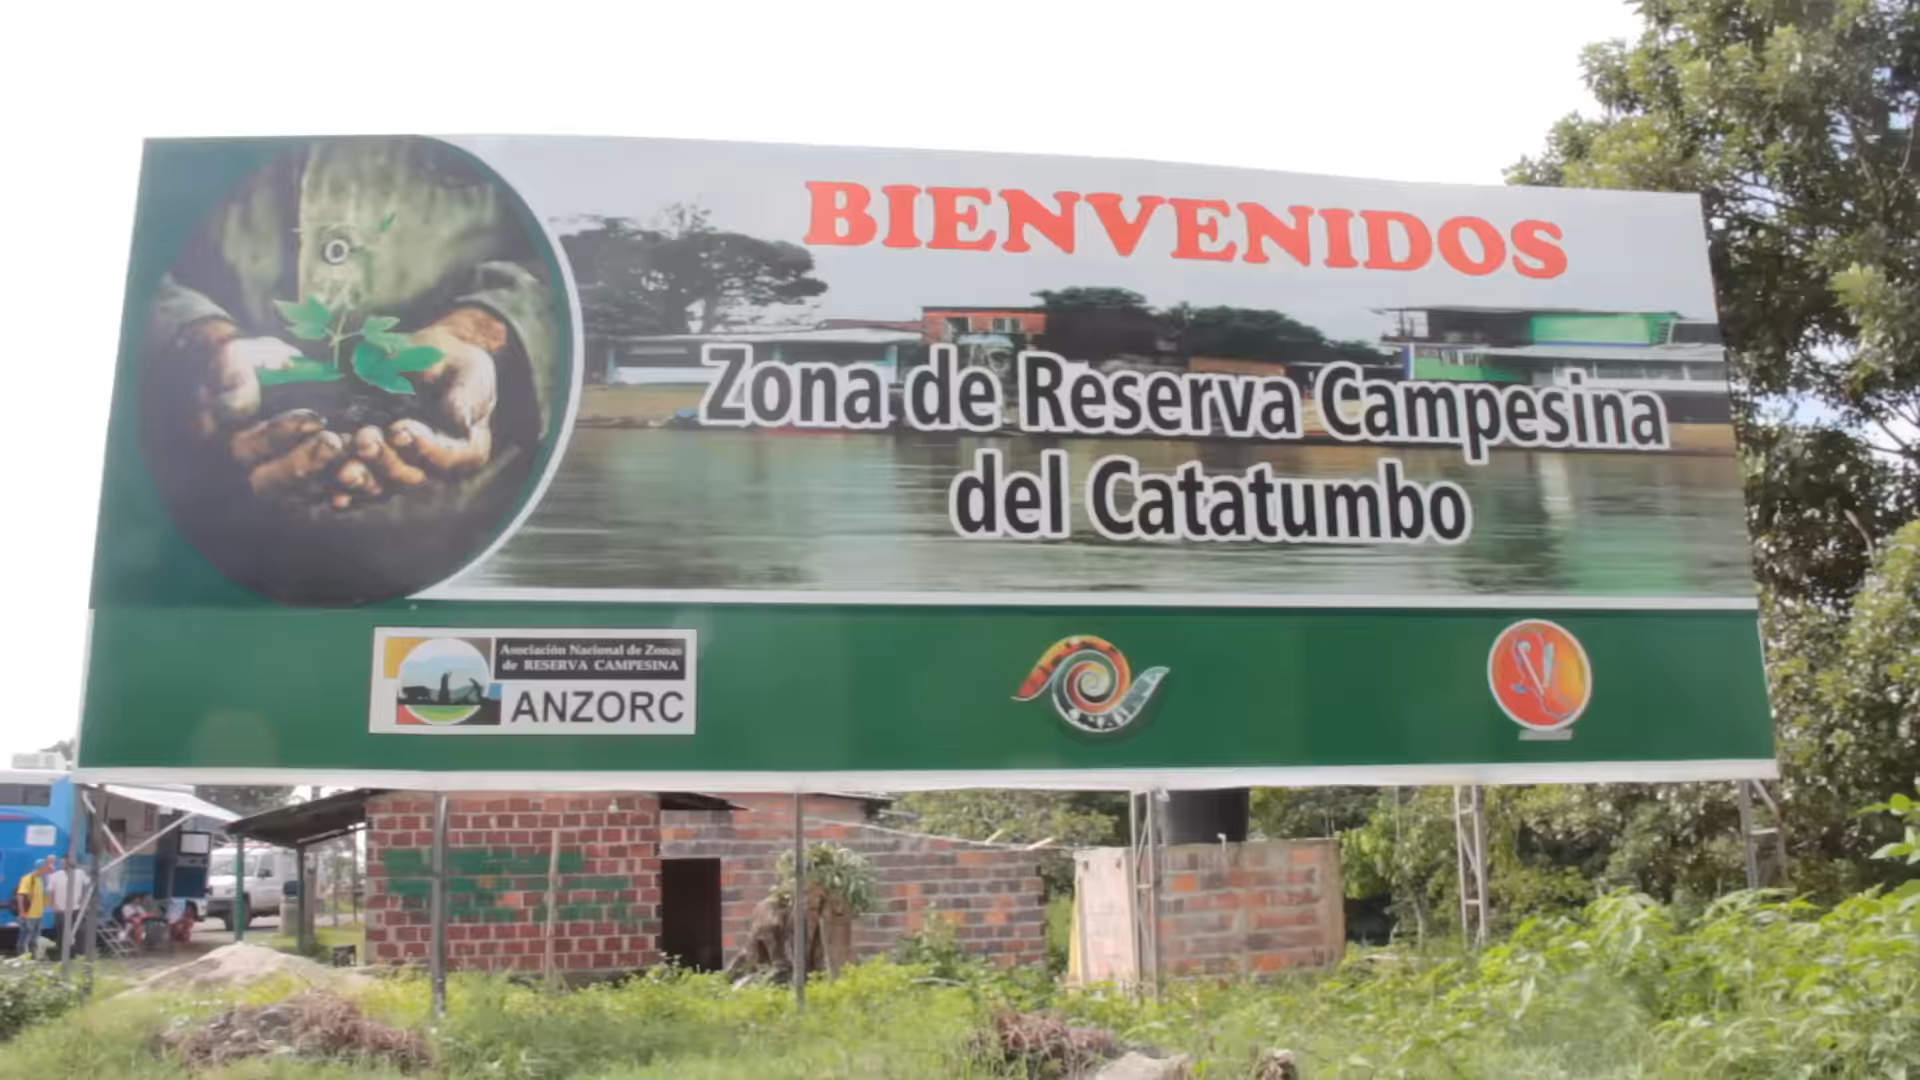 BIENVENIDOS
Zona de Reserva Campesina
del Catatumbo
Asociación Nacional de Zonas
de RESERVA CAMPESINA
ANZORC